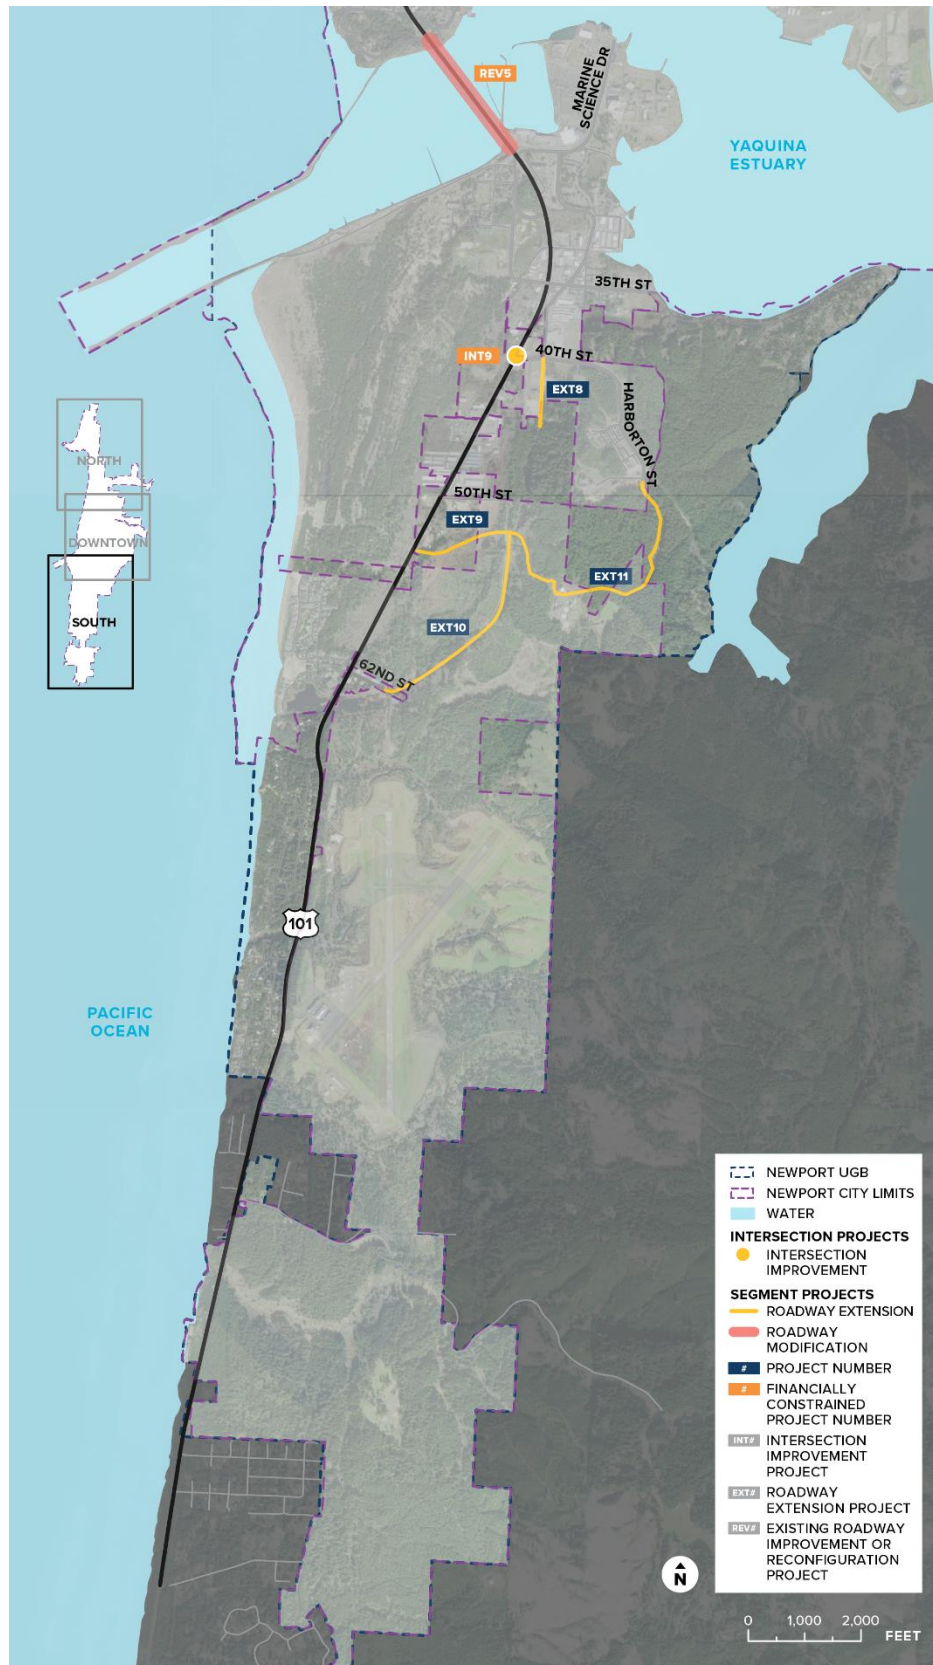 REV5
MARINE
SCIENCE DR
YAQUINA
ESTUARY
35TH ST
INT9
40TH ST
EXT8
HARBORTON ST
NORTH
50TH ST
EXT9
DOWNTOWN
EXT11
SOUTH
EXT10
62ND ST
101
PACIFIC
OCEAN
NEWPORT UGB
NEWPORT CITY LIMITS
WATER
INTERSECTION PROJECTS
INTERSECTION
IMPROVEMENT
SEGMENT PROJECTS
ROADWAY EXTENSION
ROADWAY
MODIFICATION
# PROJECT NUMBER
# FINANCIALLY
CONSTRAINED
PROJECT NUMBER
INT# INTERSECTION
IMPROVEMENT
PROJECT
EXT# ROADWAY
EXTENSION PROJECT
REV# EXISTING ROADWAY
IMPROVEMENT OR
RECONFIGURATION
PROJECT
N
0 1,000 2,000
FEET